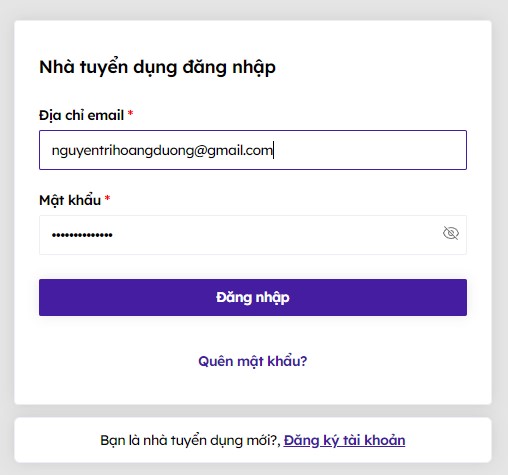 Nhà tuyển dụng đăng nhập
Địa chỉ email *
nguyentrihoangduong@gmail.com
Mật khẩu *
••••••••••••••
Đăng nhập
Quên mật khẩu?
Bạn là nhà tuyển dụng mới?, Đăng ký tài khoản